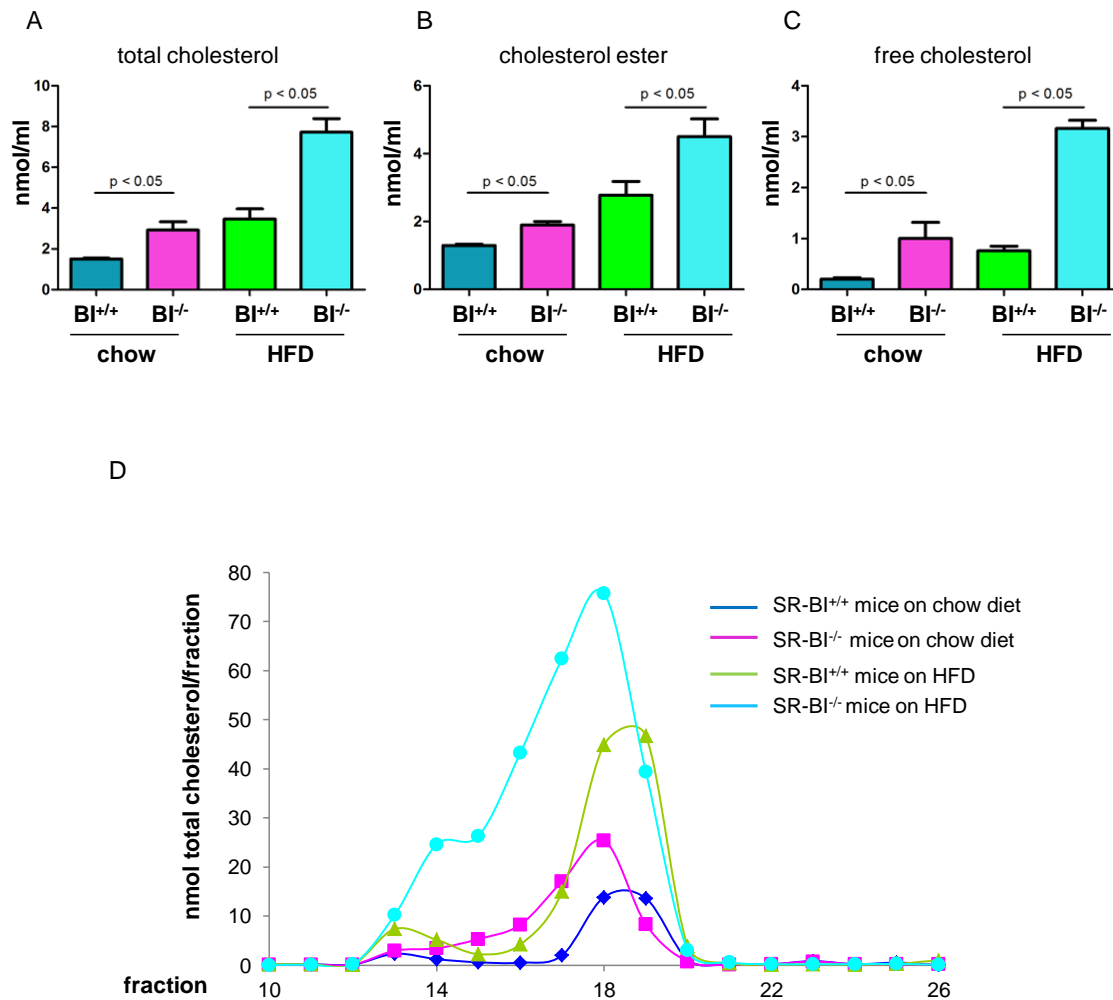 A B C
total cholesterol cholesterol ester free cholesterol
10 6 4
p < 0.05 p < 0.05 p < 0.05
8 3
nmol/ml nmol/ml nmol/ml
6 4
p < 0.05 p < 0.05 p < 0.05 2
4
2 1
2
0 0 0
BI+/+ BI-/- BI+/+ BI-/- BI+/+ BI-/- BI+/+ BI-/- BI+/+ BI-/- BI+/+ BI-/-
chow HFD chow HFD chow HFD
D
nmol total cholesterol/fraction
80
70
60
50
40
30
20
10
0
SR-BI+/+ mice on chow diet
SR-BI-/- mice on chow diet
SR-BI+/+ mice on HFD
SR-BI-/- mice on HFD
fraction 10 14 18 22 26